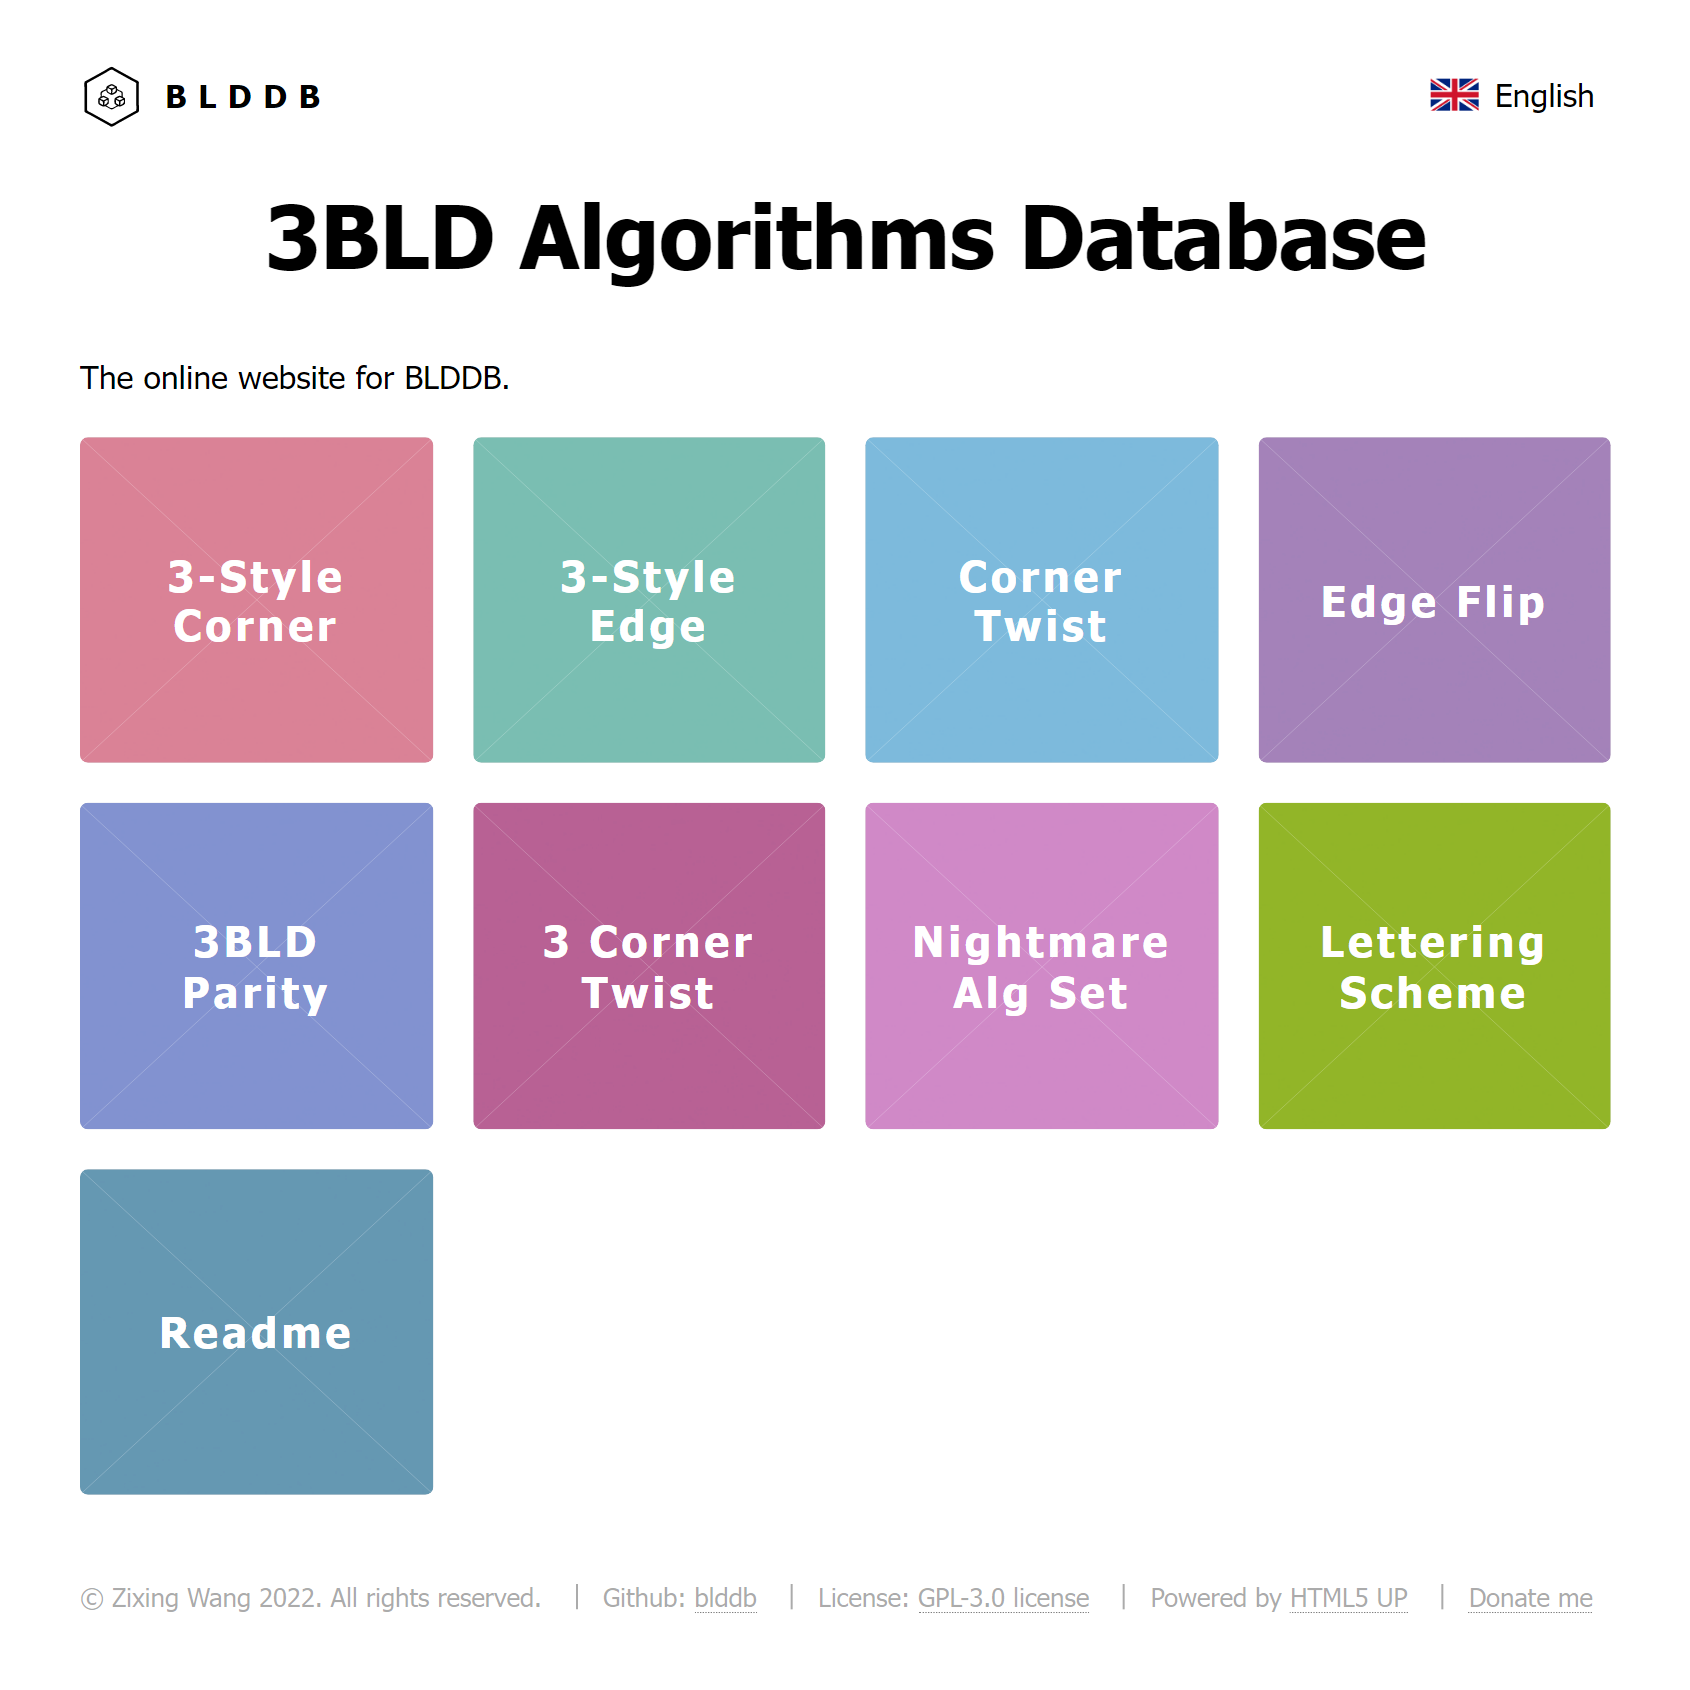 BLDDB
English
3BLD Algorithms Database
The online website for BLDDB.
3-Style
Corner
3-Style
Edge
Corner
Twist
Edge Flip
3BLD
Parity
3 Corner
Twist
Nightmare
Alg Set
Lettering
Scheme
Readme
© Zixing Wang 2022. All rights reserved. | Github: blddb | License: GPL-3.0 license | Powered by HTML5 UP | Donate me